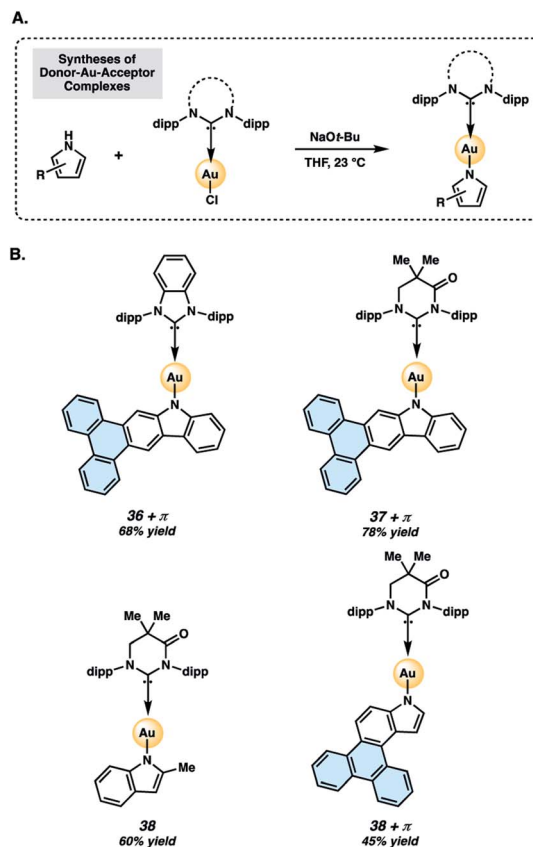 A.
Syntheses of
Donor-Au-Acceptor
Complexes
H
N
R
+
N N
dipp dipp
Au
Cl
NaOt-Bu
THF, 23 °C
N N
dipp dipp
Au
N
R
B.
N N
dipp dipp
Au
N
36 + π
68% yield
Me Me
O
N N
dipp dipp
Au
N
37 + π
78% yield
Me Me
O
N N
dipp dipp
Au
N
Me
38
60% yield
Me Me
O
N N
dipp dipp
Au
N
38 + π
45% yield